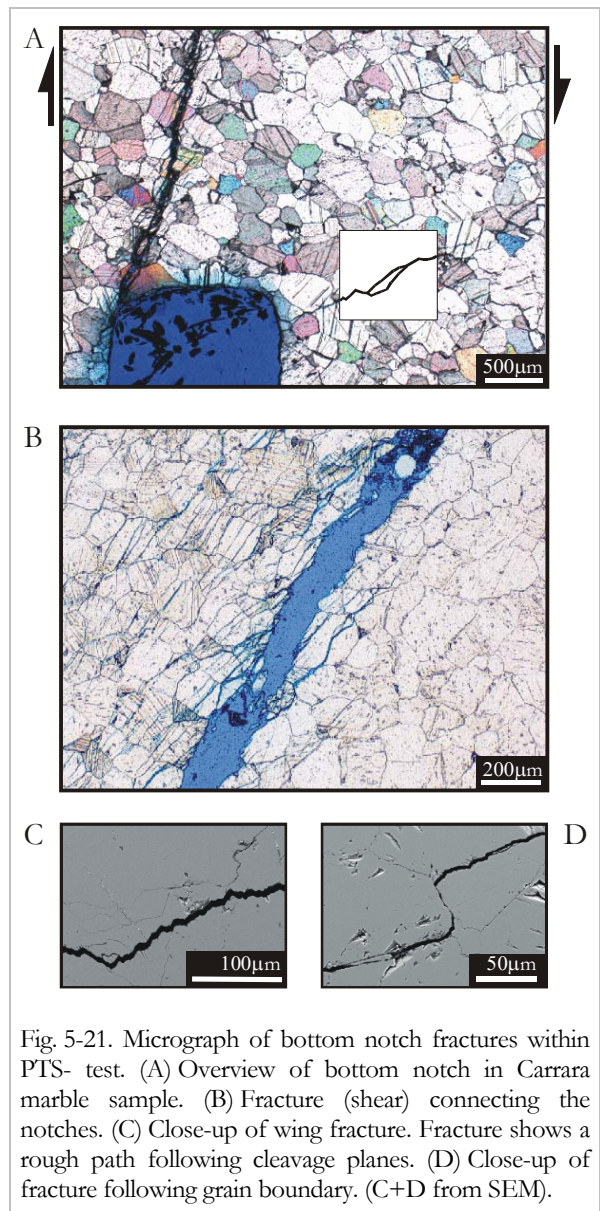 A
500µm
B
200µm
C
100µm
D
50µm
Fig. 5-21. Micrograph of bottom notch fractures within
PTS- test. (A) Overview of bottom notch in Carrara
marble sample. (B) Fracture (shear) connecting the
notches. (C) Close-up of wing fracture. Fracture shows a
rough path following cleavage planes. (D) Close-up of
fracture following grain boundary. (C+D from SEM).